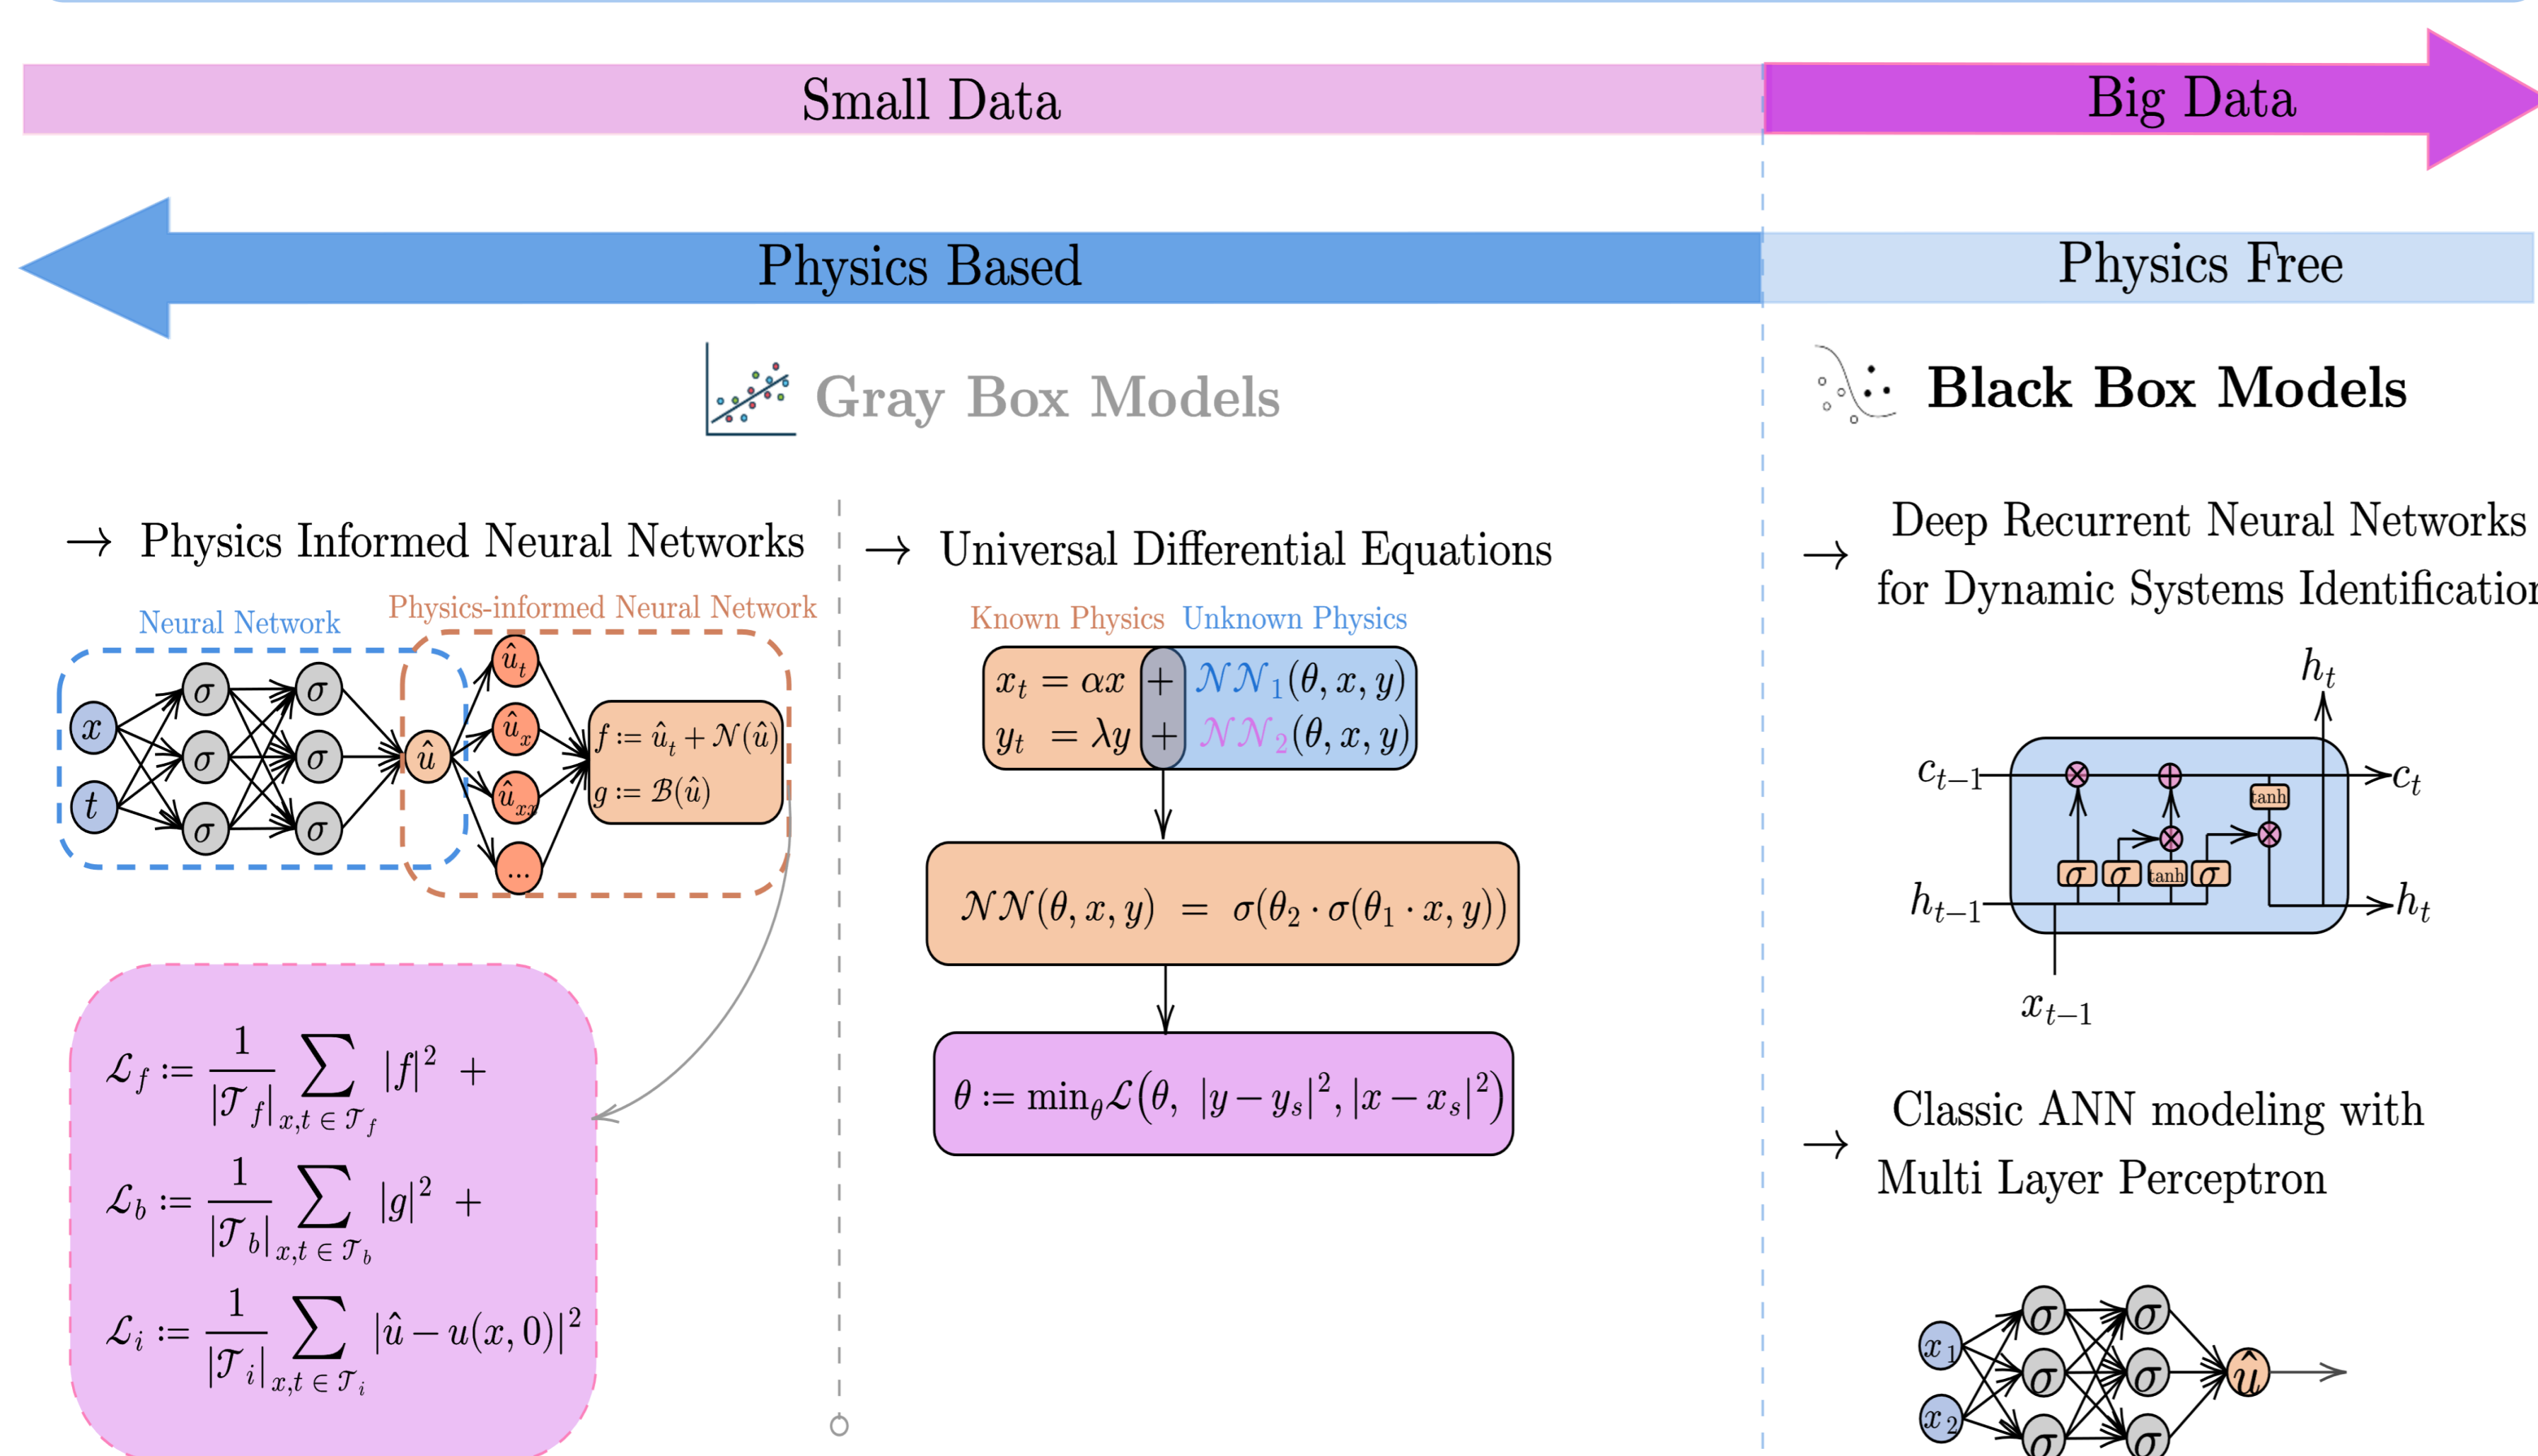 Small Data
Big Data
Physics Based
Physics Free
Gray Box Models
Black Box Models
→ Physics Informed Neural Networks
Neural Network
Physics-informed Neural Network
x
t
σ
σ
σ
σ
σ
σ
û
û_t
û_x
û_xx
...
f := û_t + 𝒩(û)
g := ℬ(û)
ℒ_f := 1/|𝒯_f| ∑_{x,t ∈ 𝒯_f} |f|² +
ℒ_b := 1/|𝒯_b| ∑_{x,t ∈ 𝒯_b} |g|² +
ℒ_i := 1/|𝒯_i| ∑_{x,t ∈ 𝒯_i} |û − u(x, 0)|²
→ Universal Differential Equations
Known Physics
Unknown Physics
x_t = αx + 𝒩𝒩_1(θ, x, y)
y_t = λy + 𝒩𝒩_2(θ, x, y)
𝒩𝒩(θ, x, y) = σ(θ_2 · σ(θ_1 · x, y))
θ := min_θ ℒ(θ, |y − y_s|², |x − x_s|²)
→ Deep Recurrent Neural Networks
for Dynamic Systems Identification
h_t
c_{t−1}
c_t
tanh
σ
σ
tanh
σ
h_{t−1}
h_t
x_{t−1}
→ Classic ANN modeling with
Multi Layer Perceptron
x_1
x_2
σ
σ
σ
σ
σ
σ
û